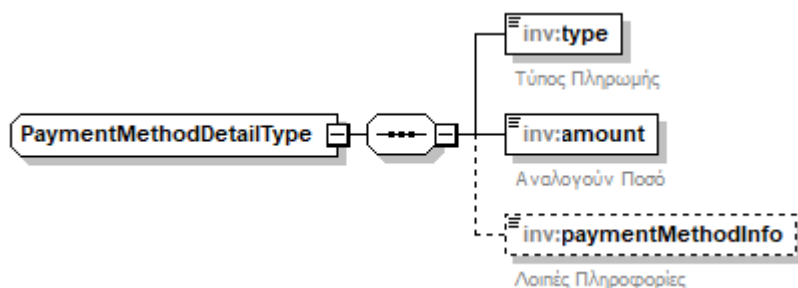 inv:type
Τύπος Πληρωμής
PaymentMethodDetailType
inv:amount
Αναλογούν Ποσό
inv:paymentMethodInfo
Λοιπές Πληροφορίες